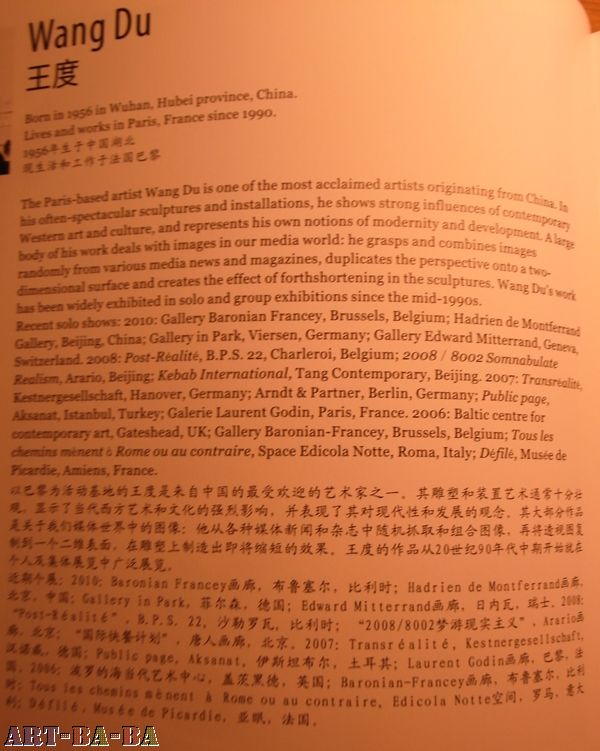 Wang Du
王度
Born in 1956 in Wuhan, Hubei province, China.
Lives and works in Paris, France since 1990.
1956年生于中国湖北
现生活和工作于法国巴黎
The Paris-based artist Wang Du is one of the most acclaimed artists originating from China. In
his often-spectacular sculptures and installations, he shows strong influences of contemporary
Western art and culture, and represents his own notions of modernity and development. A large
body of his work deals with images in our media world: he grasps and combines images
randomly from various media news and magazines, duplicates the perspective onto a two-
dimensional surface and creates the effect of forthshortening in the sculptures. Wang Du's work
has been widely exhibited in solo and group exhibitions since the mid-1990s.
Recent solo shows: 2010: Gallery Baronian Francey, Brussels, Belgium; Hadrien de Montferrand
Gallery, Beijing, China; Gallery in Park, Viersen, Germany; Gallery Edward Mitterrand, Geneva,
Switzerland. 2008: Post-Réalité, B.P.S. 22, Charleroi, Belgium; 2008 / 8002 Somnabulate
Realism, Arario, Beijing; Kebab International, Tang Contemporary, Beijing. 2007: Transréalité,
Kestnergesellschaft, Hanover, Germany; Arndt & Partner, Berlin, Germany; Public page,
Aksanat, Istanbul, Turkey; Galerie Laurent Godin, Paris, France. 2006: Baltic centre for
contemporary art, Gateshead, UK; Gallery Baronian-Francey, Brussels, Belgium; Tous les
chemins mènent à Rome ou au contraire, Space Edicola Notte, Roma, Italy; Défilé, Musée de
Picardie, Amiens, France.
以巴黎为活动基地的王度是来自中国的最受欢迎的艺术家之一。其雕塑和装置艺术通常十分壮
观，显示了当代西方艺术和文化的强烈影响，并表现了其对现代性和发展的观念。其大部分作品
是关于我们媒体世界中的图像：他从各种媒体新闻和杂志中随机抓取和组合图像，再将透视图复
制到一个二维表面，在雕塑上制造出即将缩短的效果。王度的作品从20世纪90年代中期开始就在
个人及集体展览中广泛展览。
近期个展：2010：Baronian Francey画廊，布鲁塞尔，比利时；Hadrien de Montferrand画廊，
北京，中国；Gallery in Park，菲尔森，德国；Edward Mitterrand画廊，日内瓦，瑞士。2008：
“Post-Réalité”，B.P.S. 22，沙勒罗瓦，比利时；“2008/8002梦游现实主义”，Arario画
廊，北京；“国际快餐计划”，唐人画廊，北京。2007：Transréalité，Kestnergesellschaft，
汉诺威，德国；Public page，Aksanat，伊斯坦布尔，土耳其；Laurent Godin画廊，巴黎，法
国。2006：波罗的海当代艺术中心，盖茨黑德，英国；Baronian-Francey画廊，布鲁塞尔，比利
时；Tous les chemins mènent à Rome ou au contraire，Edicola Notte空间，罗马，意大
利；Défilé，Musée de Picardie，亚眠，法国。
ART-BA-BA